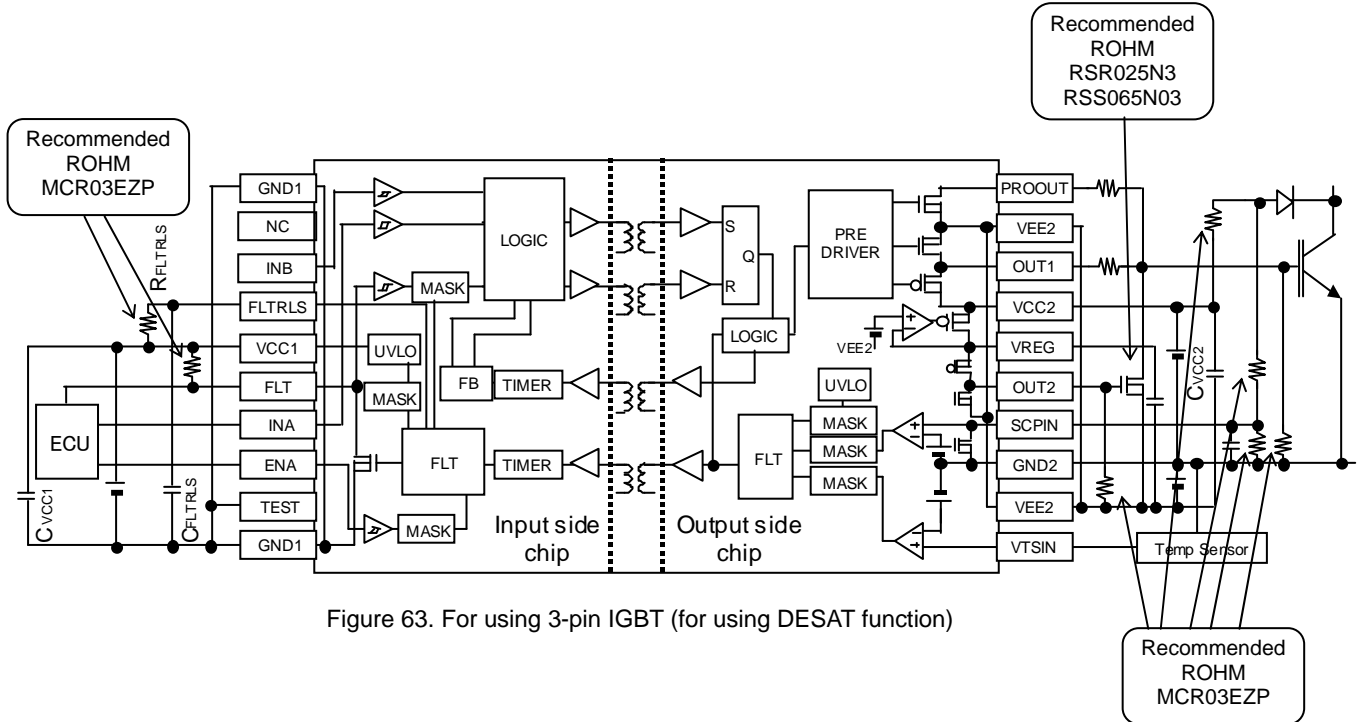 Recommended
ROHM
RSR025N3
RSS065N03
Recommended
ROHM
MCR03EZP
GND1
NC
INB
FLTRLS
VCC1
FLT
INA
ENA
TEST
GND1
RFLTRLS
ECU
CVCC1
CFLTRLS
LOGIC
MASK
UVLO
MASK
FB
TIMER
FLT
TIMER
MASK
Input side
chip
S
R
Q
LOGIC
PRE
DRIVER
VEE2
UVLO
MASK
MASK
MASK
FLT
Output side
chip
PROOUT
VEE2
OUT1
VCC2
VREG
OUT2
SCPIN
GND2
VEE2
VTSIN
CVCC2
Temp Sensor
Recommended
ROHM
MCR03EZP
Figure 63. For using 3-pin IGBT (for using DESAT function)